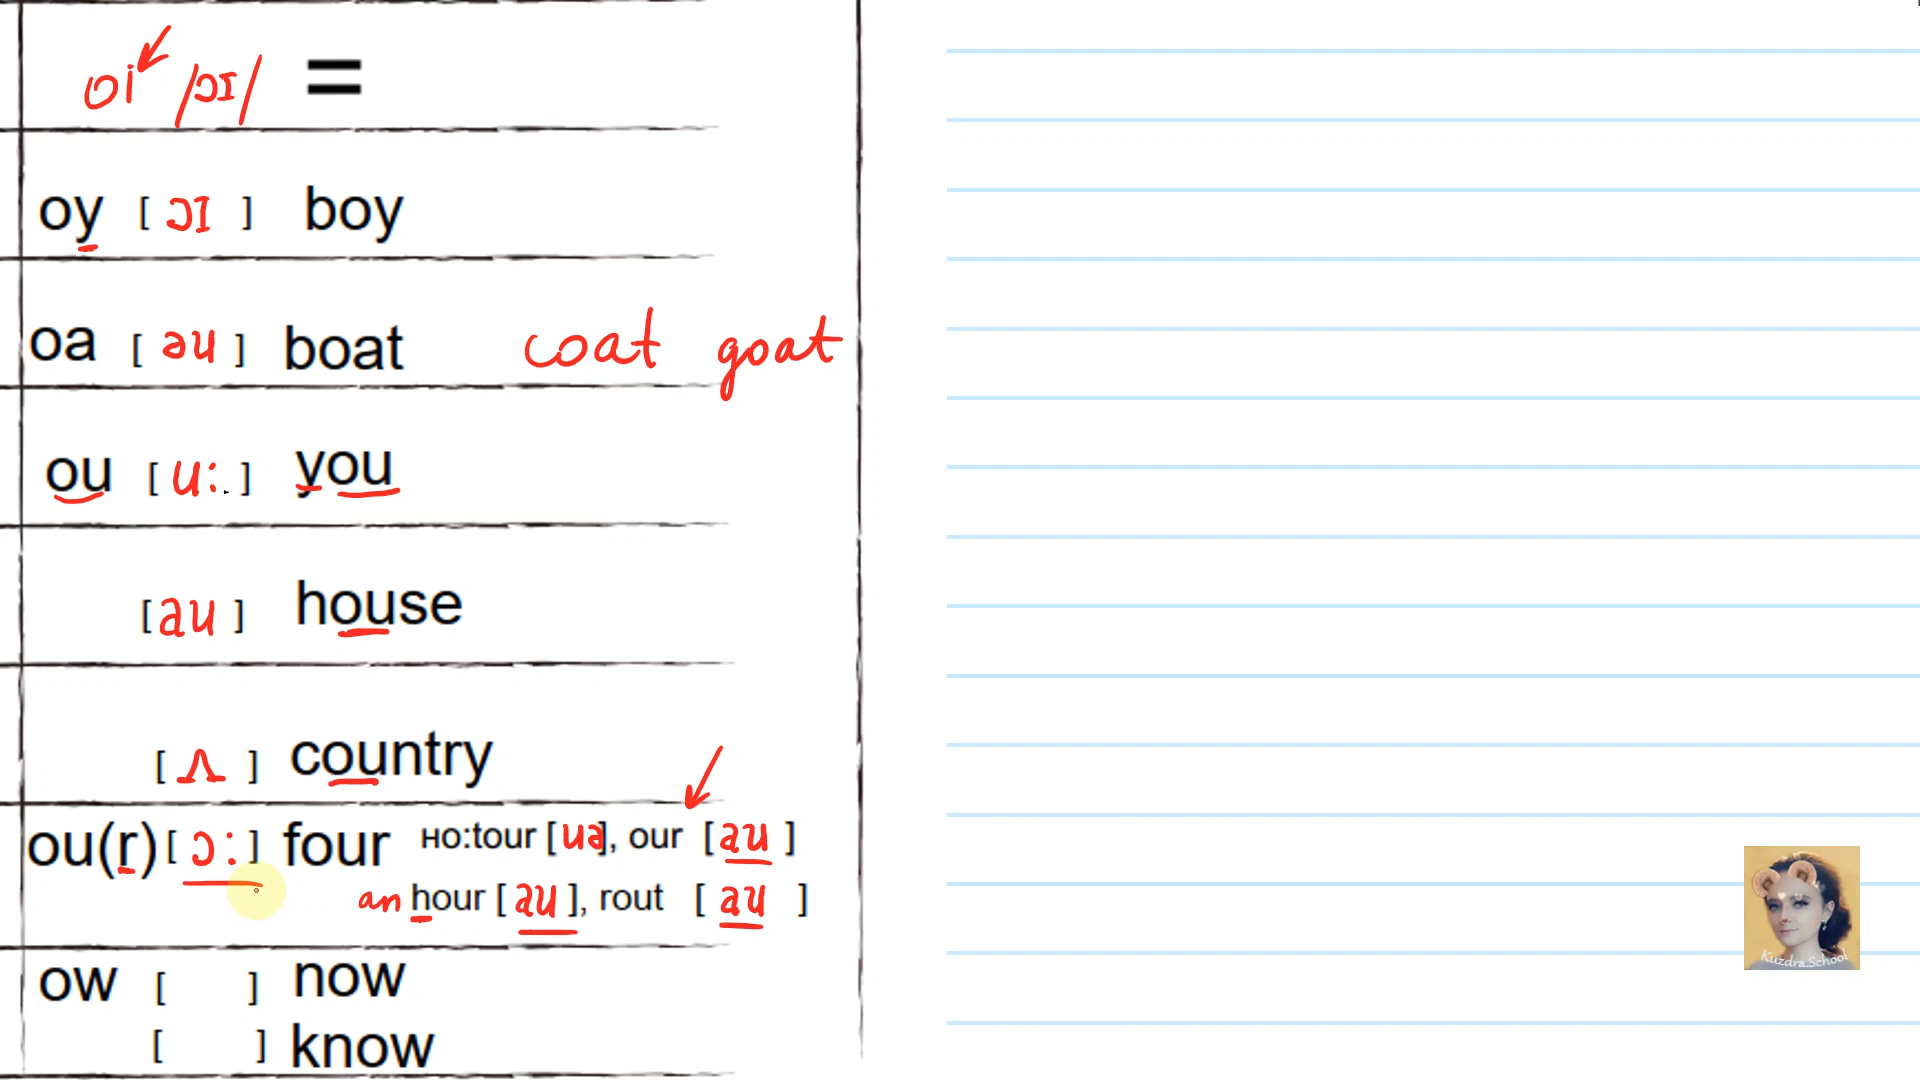 oi /ɔɪ/ =
oy [ ɔɪ ] boy
oa [ əu ] boat coat goat
ou [ u: ] you
[ au ] house
[ ʌ ] country
ou(r) [ ɔ: ] four но:tour [uə], our [au ]
an hour [ au ], rout [ au ]
ow [ ] now
[ ] know
Kuzdra.School